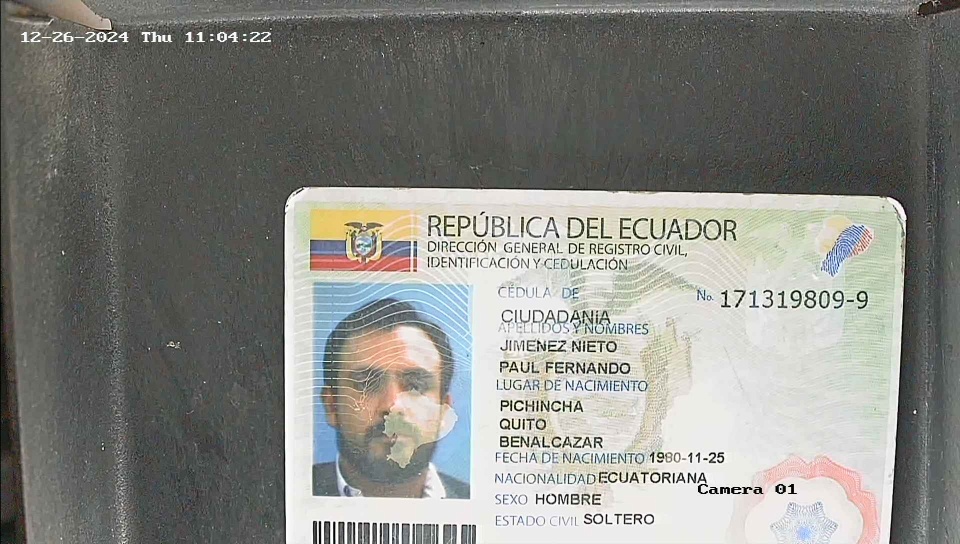 12-26-2024 Thu 11:04:22
REPÚBLICA DEL ECUADOR
DIRECCIÓN GENERAL DE REGISTRO CIVIL,
IDENTIFICACIÓN Y CEDULACIÓN
CÉDULA DE No. 171319809-9
CIUDADANÍA
APELLIDOS Y NOMBRES
JIMENEZ NIETO
PAUL FERNANDO
LUGAR DE NACIMIENTO
PICHINCHA
QUITO
BENALCAZAR
FECHA DE NACIMIENTO 1980-11-25
NACIONALIDAD ECUATORIANA
Camera 01
SEXO HOMBRE
ESTADO CIVIL SOLTERO